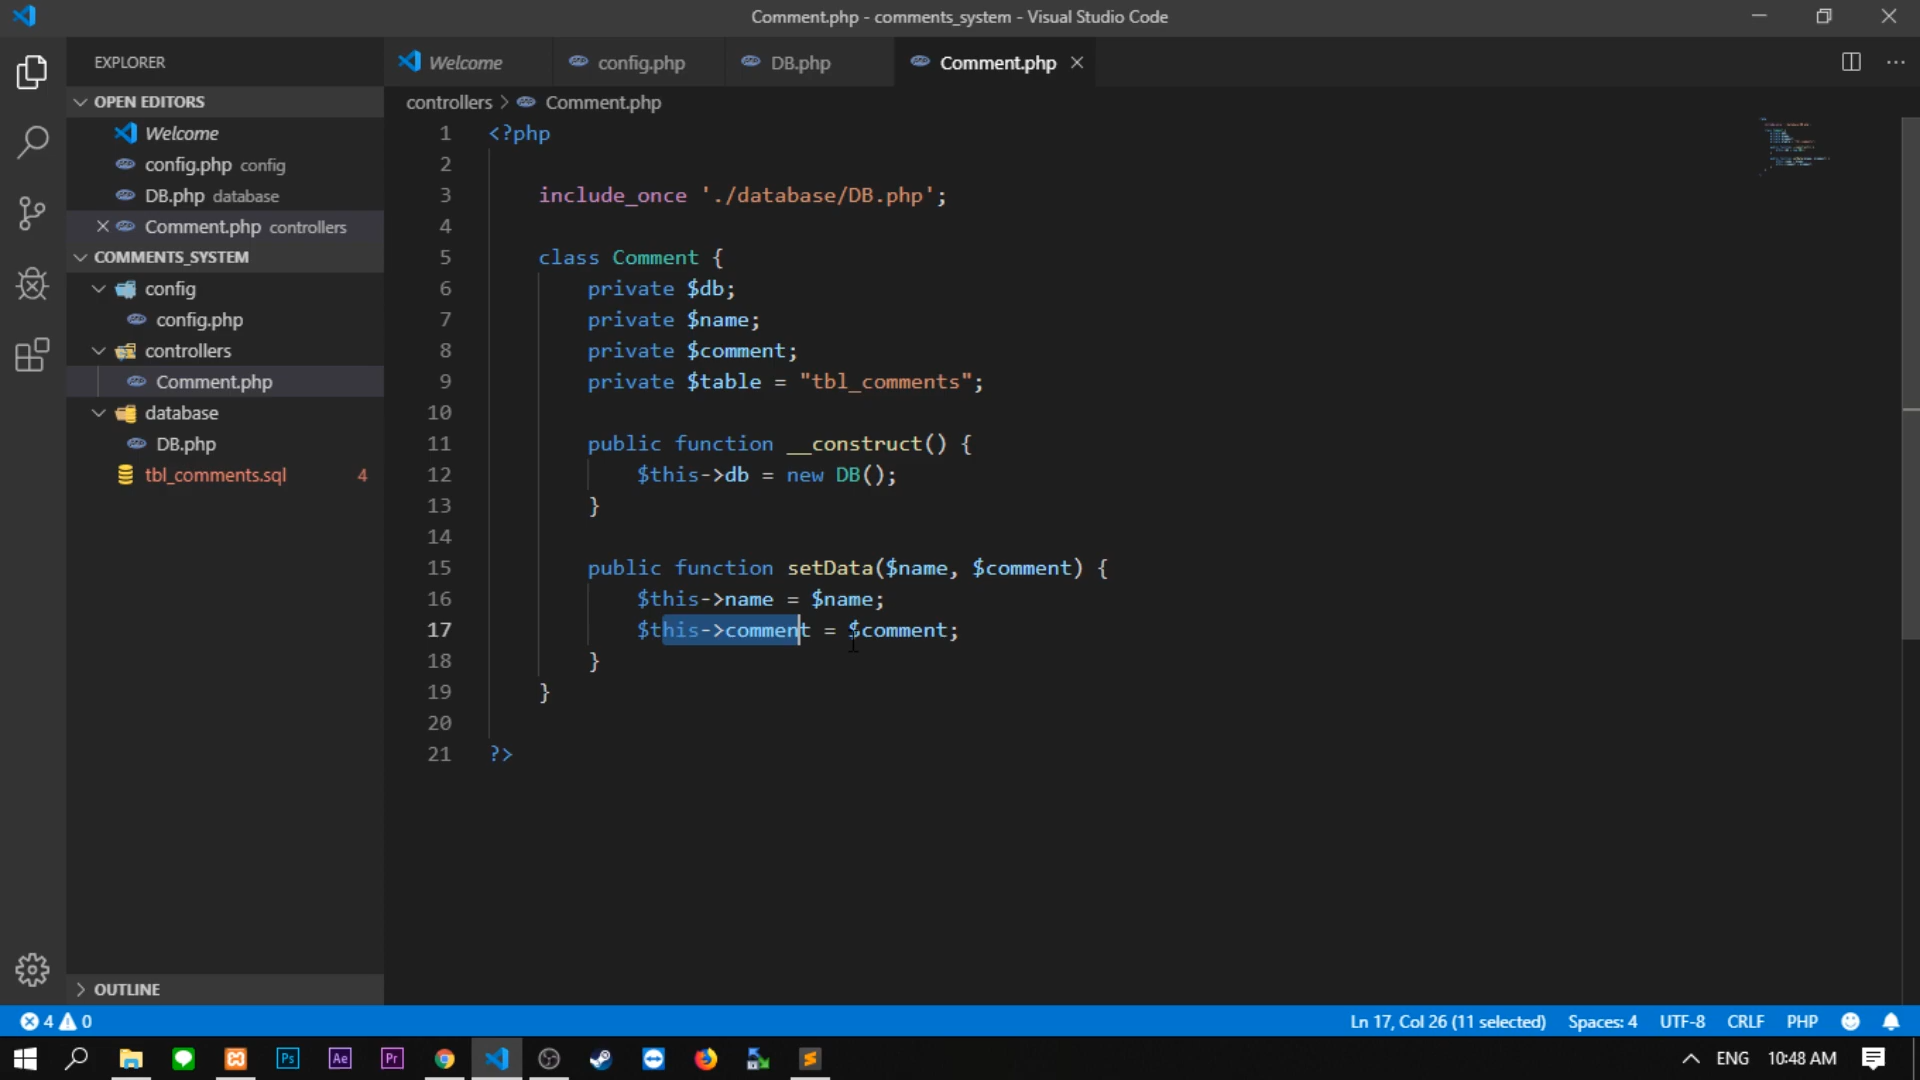 Comment.php - comments_system - Visual Studio Code
EXPLORER
Welcome
config.php
DB.php
Comment.php
OPEN EDITORS
Welcome
config.php config
DB.php database
Comment.php controllers
COMMENTS_SYSTEM
config
config.php
controllers
Comment.php
database
DB.php
tbl_comments.sql 4
OUTLINE
controllers > Comment.php
1 <?php
2
3 include_once './database/DB.php';
4
5 class Comment {
6 private $db;
7 private $name;
8 private $comment;
9 private $table = "tbl_comments";
10
11 public function __construct() {
12 $this->db = new DB();
13 }
14
15 public function setData($name, $comment) {
16 $this->name = $name;
17 $this->comment = $comment;
18 }
19 }
20
21 ?>
4 0
Ln 17, Col 26 (11 selected) Spaces: 4 UTF-8 CRLF PHP
Ps Ae Pr
ENG 10:48 AM